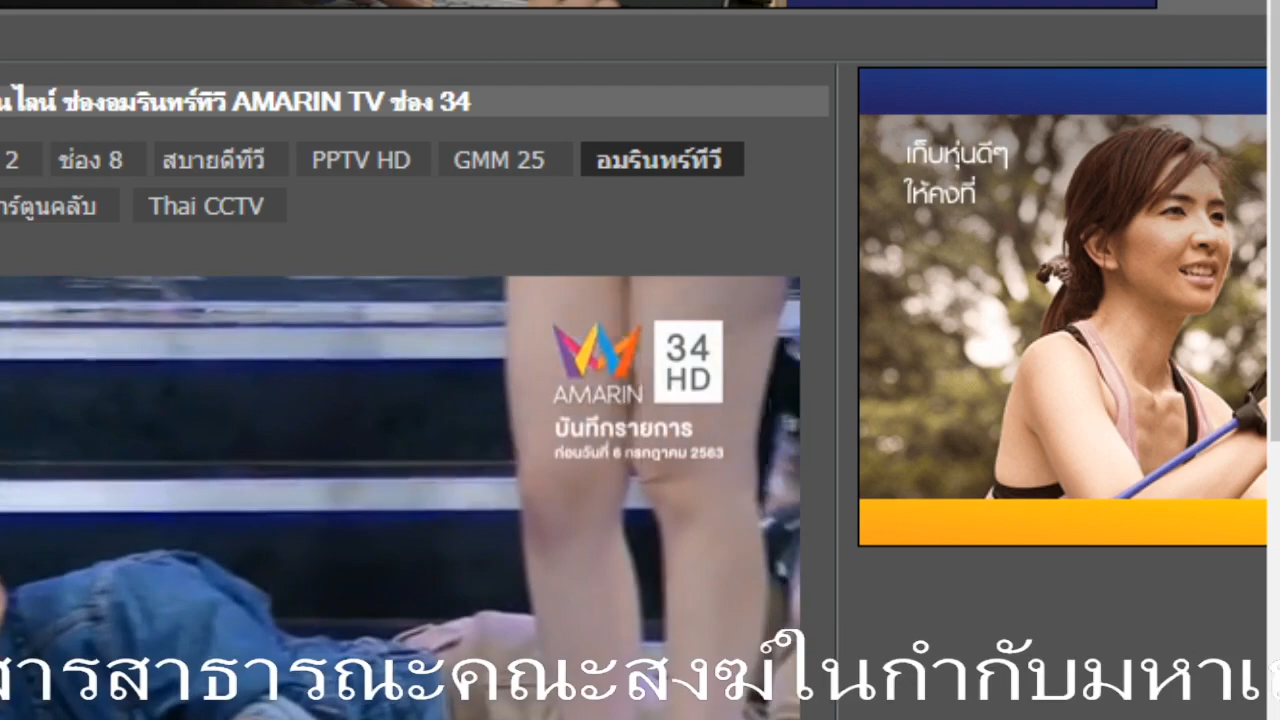 นไลน์ ช่องอมรินทร์ทีวี AMARIN TV ช่อง 34
2 ช่อง 8 สบายดีทีวี PPTV HD GMM 25 อมรินทร์ทีวี
าร์ตูนคลับ Thai CCTV
เก็บหุ่นดีๆ
ให้คงที่
34
HD
AMARIN
บันทึกรายการ
ก่อนวันที่ 6 กรกฎาคม 2563
สารสาธารณะคณะสงฆ์ในกำกับมหาเถ